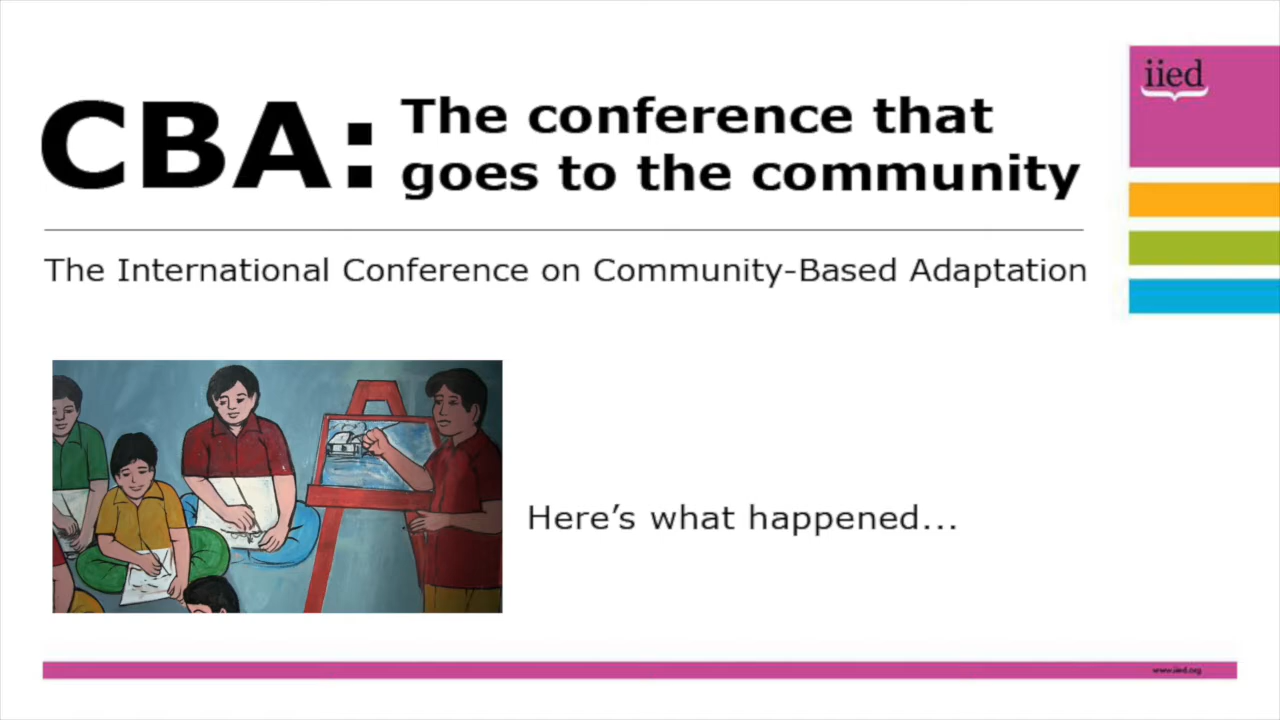 CBA: The conference that
goes to the community
iied
The International Conference on Community-Based Adaptation
Here’s what happened...
www.iied.org